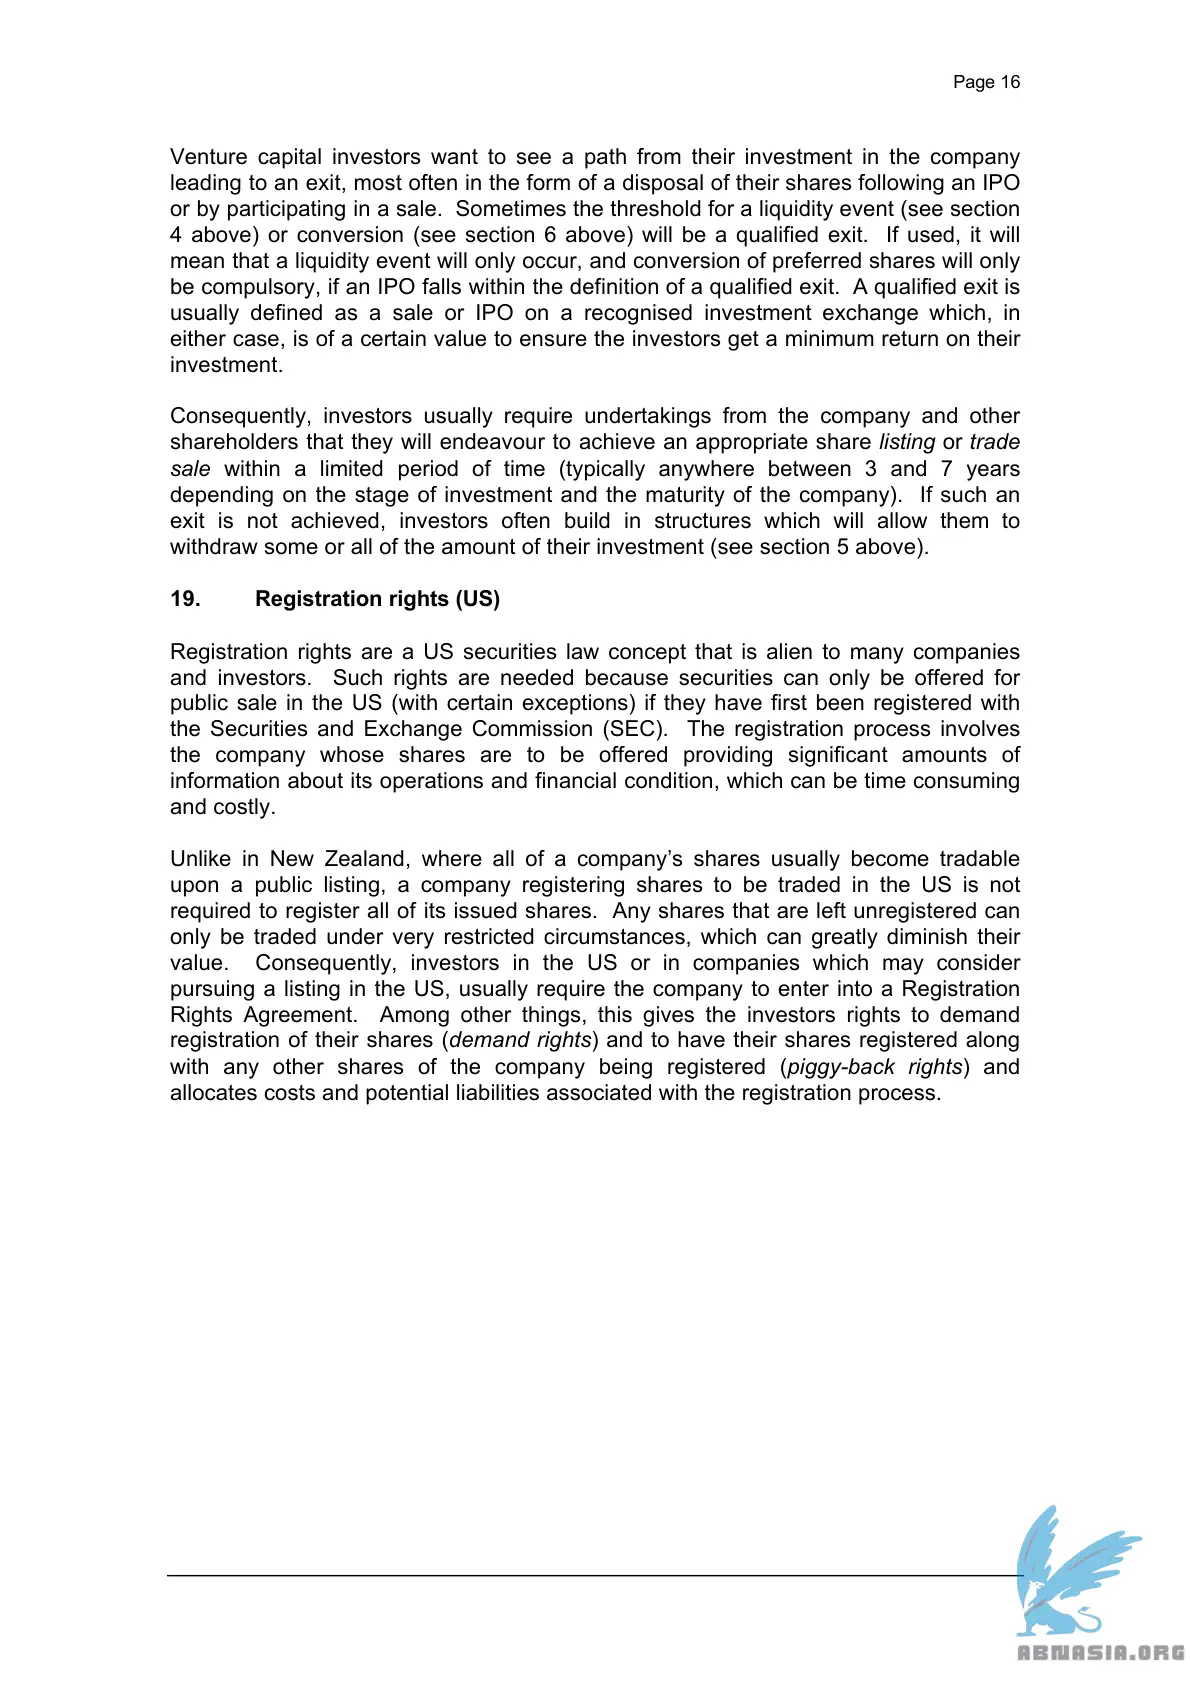 Page 16
Venture capital investors want to see a path from their investment in the company
leading to an exit, most often in the form of a disposal of their shares following an IPO
or by participating in a sale.  Sometimes the threshold for a liquidity event (see section
4 above) or conversion (see section 6 above) will be a qualified exit.  If used, it will
mean that a liquidity event will only occur, and conversion of preferred shares will only
be compulsory, if an IPO falls within the definition of a qualified exit.  A qualified exit is
usually defined as a sale or IPO on a recognised investment exchange which, in
either case, is of a certain value to ensure the investors get a minimum return on their
investment.
Consequently, investors usually require undertakings from the company and other
shareholders that they will endeavour to achieve an appropriate share listing or trade
sale within a limited period of time (typically anywhere between 3 and 7 years
depending on the stage of investment and the maturity of the company).  If such an
exit is not achieved, investors often build in structures which will allow them to
withdraw some or all of the amount of their investment (see section 5 above).
19. Registration rights (US)
Registration rights are a US securities law concept that is alien to many companies
and investors.  Such rights are needed because securities can only be offered for
public sale in the US (with certain exceptions) if they have first been registered with
the Securities and Exchange Commission (SEC).  The registration process involves
the company whose shares are to be offered providing significant amounts of
information about its operations and financial condition, which can be time consuming
and costly.
Unlike in New Zealand, where all of a company’s shares usually become tradable
upon a public listing, a company registering shares to be traded in the US is not
required to register all of its issued shares.  Any shares that are left unregistered can
only be traded under very restricted circumstances, which can greatly diminish their
value.  Consequently, investors in the US or in companies which may consider
pursuing a listing in the US, usually require the company to enter into a Registration
Rights Agreement.  Among other things, this gives the investors rights to demand
registration of their shares (demand rights) and to have their shares registered along
with any other shares of the company being registered (piggy-back rights) and
allocates costs and potential liabilities associated with the registration process.
ABNASIA.ORG